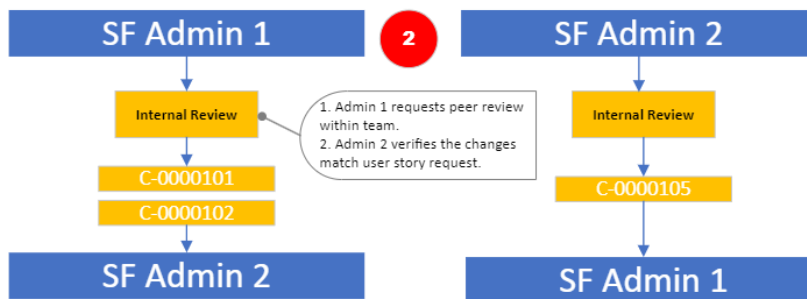 SF Admin 1
2
SF Admin 2
Internal Review
1. Admin 1 requests peer review
within team.
2. Admin 2 verifies the changes
match user story request.
Internal Review
C-0000101
C-0000102
C-0000105
SF Admin 2
SF Admin 1